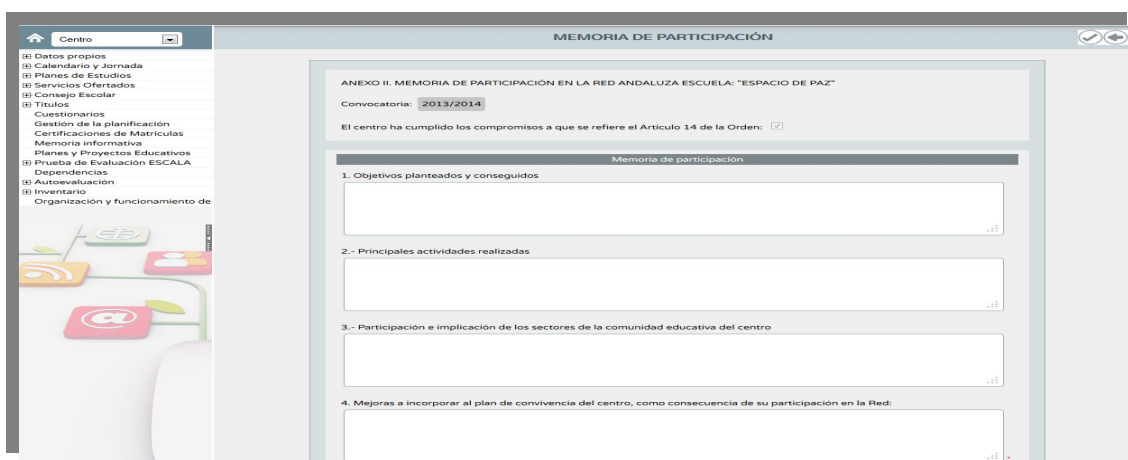 Centro
MEMORIA DE PARTICIPACIÓN
Datos propios
Calendario y Jornada
Planes de Estudios
Servicios Ofertados
Consejo Escolar
Títulos
Cuestionarios
Gestión de la planificación
Certificaciones de Matrículas
Memoria informativa
Planes y Proyectos Educativos
Prueba de Evaluación ESCALA
Dependencias
Autoevaluación
Inventario
Organización y funcionamiento de
ANEXO II. MEMORIA DE PARTICIPACIÓN EN LA RED ANDALUZA ESCUELA: "ESPACIO DE PAZ"
Convocatoria: 2013/2014
El centro ha cumplido los compromisos a que se refiere el Artículo 14 de la Orden:
Memoria de participación
1. Objetivos planteados y conseguidos
2.- Principales actividades realizadas
3.- Participación e implicación de los sectores de la comunidad educativa del centro
4. Mejoras a incorporar al plan de convivencia del centro, como consecuencia de su participación en la Red: